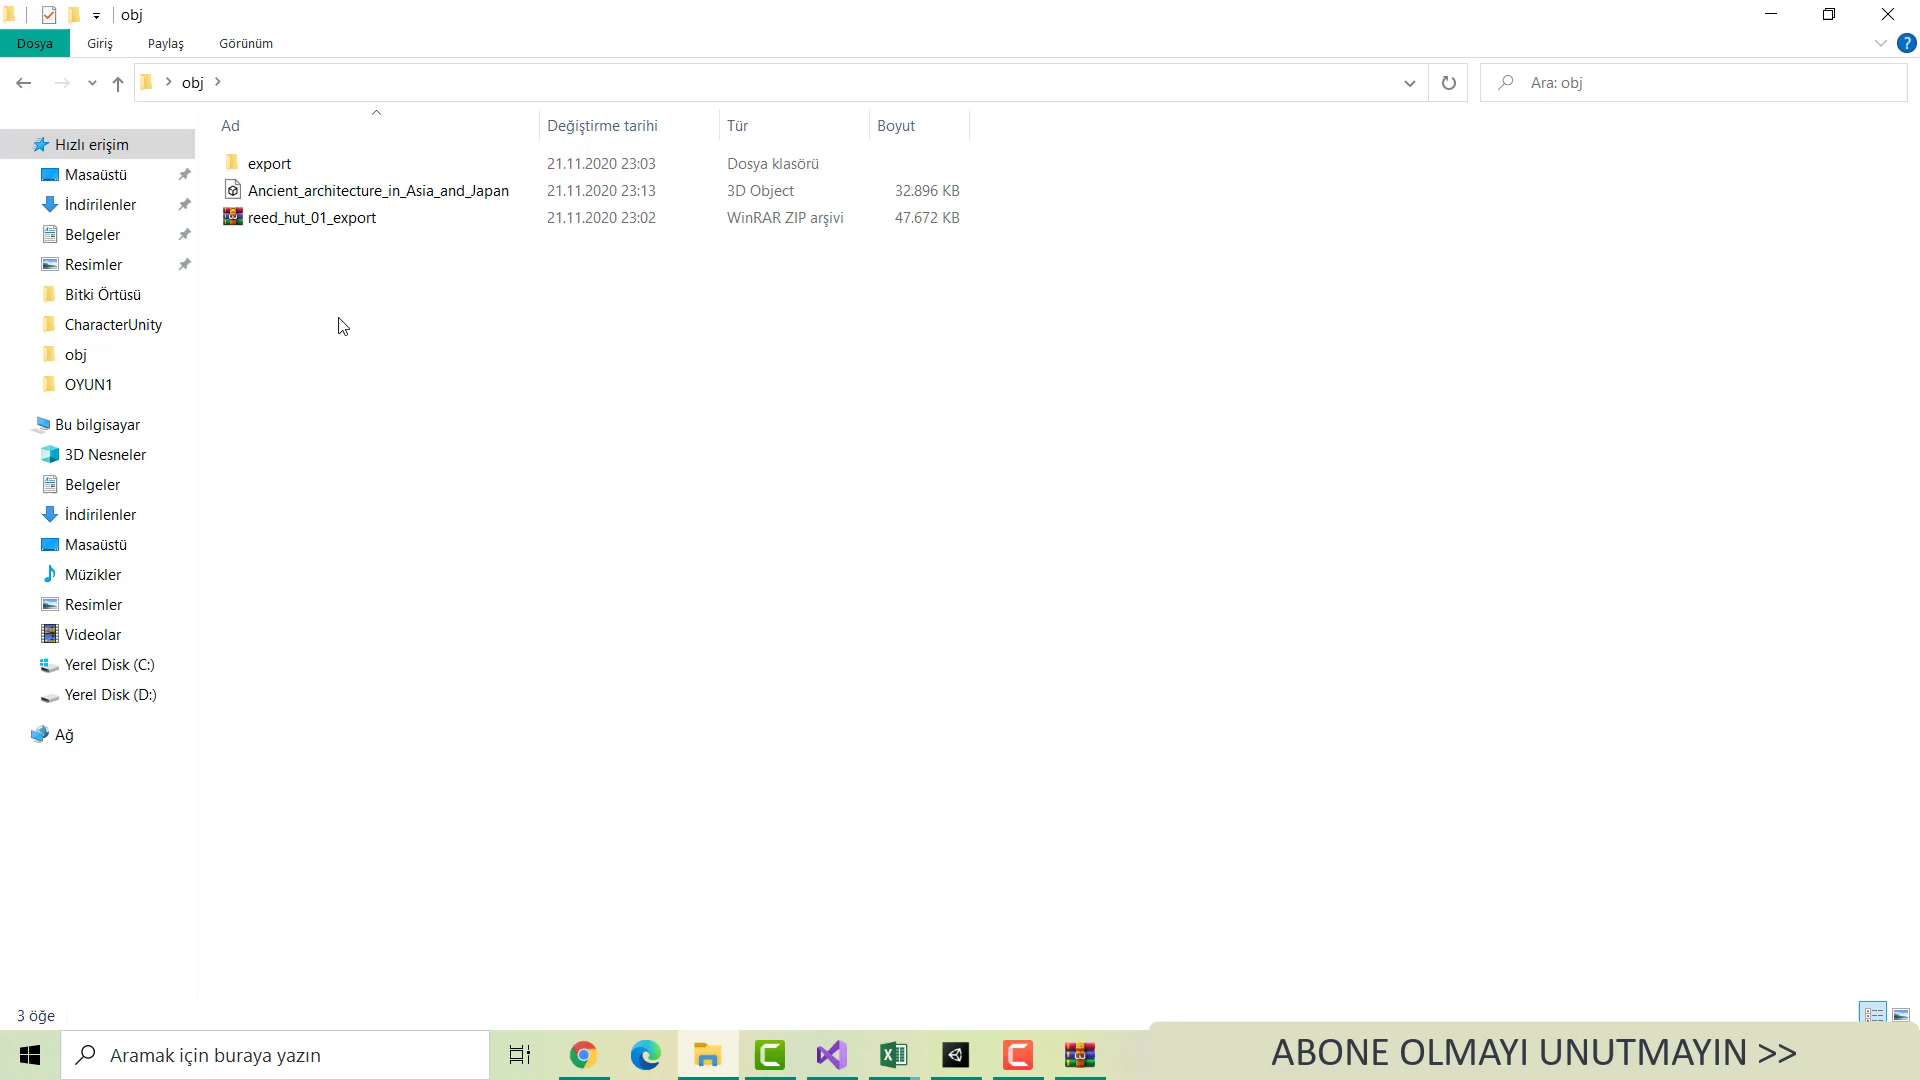 obj
Dosya
Giriş
Paylaş
Görünüm
obj
Ara: obj
Ad
Değiştirme tarihi
Tür
Boyut
export
21.11.2020 23:03
Dosya klasörü
Ancient_architecture_in_Asia_and_Japan
21.11.2020 23:13
3D Object
32.896 KB
reed_hut_01_export
21.11.2020 23:02
WinRAR ZIP arşivi
47.672 KB
Hızlı erişim
Masaüstü
İndirilenler
Belgeler
Resimler
Bitki Örtüsü
CharacterUnity
obj
OYUN1
Bu bilgisayar
3D Nesneler
Belgeler
İndirilenler
Masaüstü
Müzikler
Resimler
Videolar
Yerel Disk (C:)
Yerel Disk (D:)
Ağ
3 öğe
Aramak için buraya yazın
ABONE OLMAYI UNUTMAYIN >>